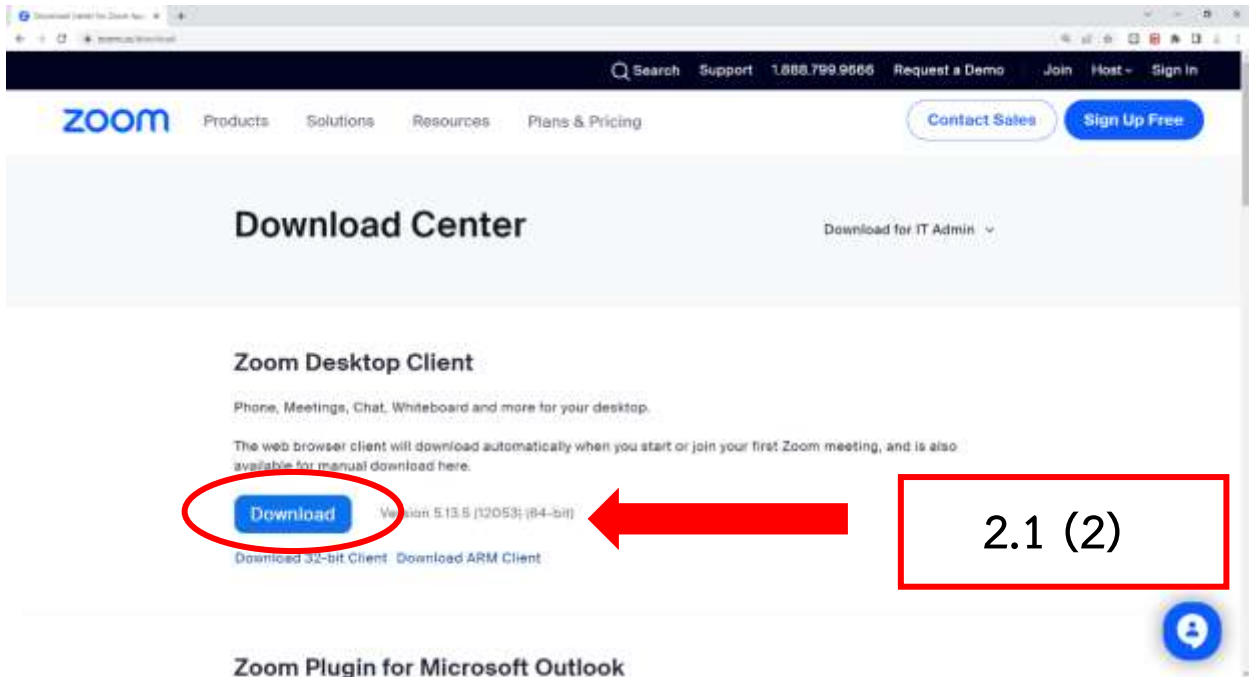 Search Support 1.888.799.9666 Request a Demo Join Host Sign In
zoom Products Solutions Resources Plans & Pricing Contact Sales Sign Up Free
Download Center
Download for IT Admin
Zoom Desktop Client
Phone, Meetings, Chat, Whiteboard and more for your desktop.
The web browser client will download automatically when you start or join your first Zoom meeting, and is also
available for manual download here.
Download Version 5.13.5 (12053) (64-bit)
2.1 (2)
Download 32-bit Client Download ARM Client
Zoom Plugin for Microsoft Outlook